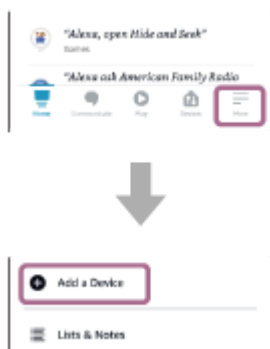 "Alexa, open Hide and Seek"
Games
"Alexa ask American Family Radio
Home
Communicate
Play
Devices
More
Add a Device
Lists & Notes